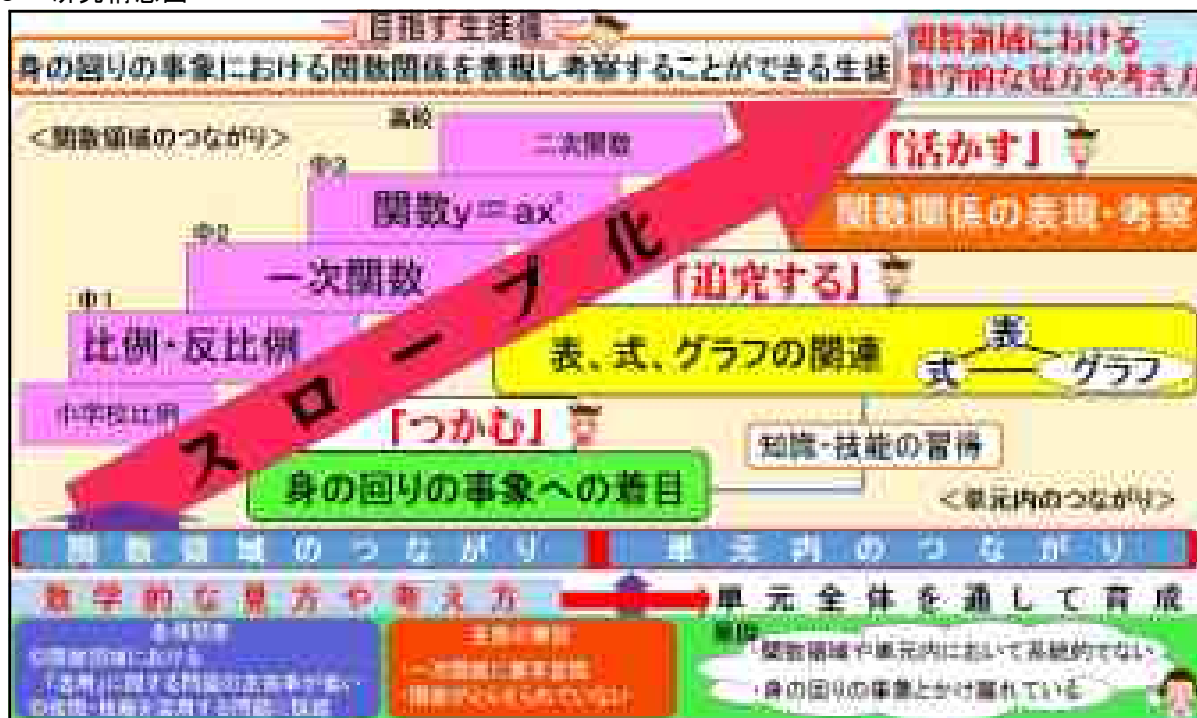 目指す生徒像
身の回りの事象における関数関係を表現し考察することができる生徒
関数領域における
数学的な見方や考え方
＜関数領域のつながり＞
高校
二次関数
『活かす』
中3
関数y＝ax²
関数関係の表現・考察
中2
一次関数
『追究する』
中1
比例・反比例
表、式、グラフの関連
表
式
グラフ
スロープ化
小学校比例
『つかむ』
知識・技能の習得
身の回りの事象への着目
＜単元内のつながり＞
関数領域のつながり
単元内のつながり
数学的な見方や考え方
単元全体を通して育成
・関数領域や単元内において系統的でない
・身の回りの事象とかけ離れている